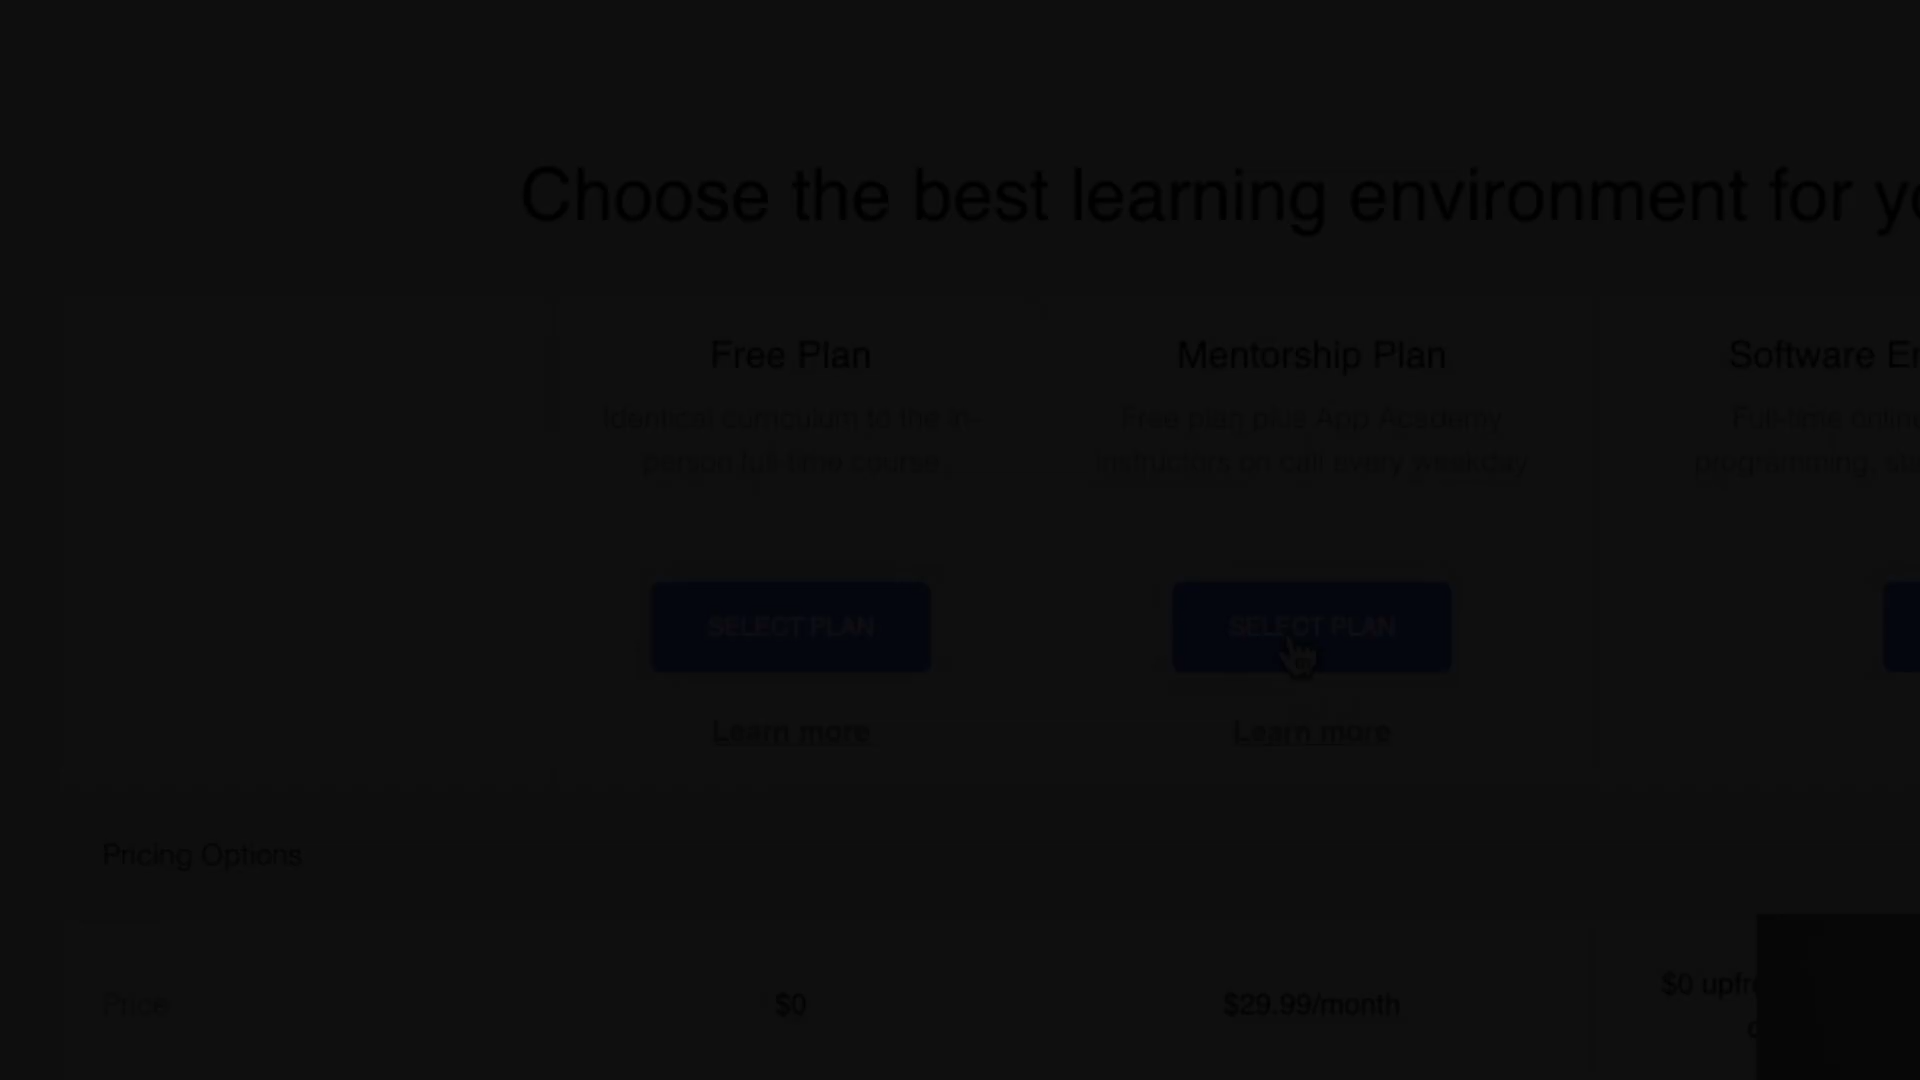 Choose the best learning environment for yo
Free Plan
Identical curriculum to the in-
person full-time course.
SELECT PLAN
Learn more
Mentorship Plan
Free plan plus App Academy
instructors on call every weekday
SELECT PLAN
Learn more
Software En
Full-time online
programming, st
Pricing Options
Price
$0
$29.99/month
$0 upfr